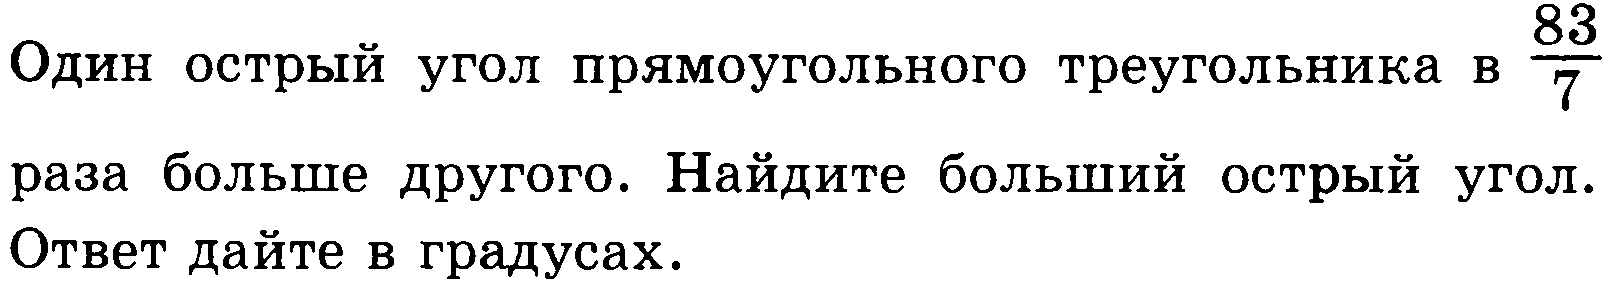 Один острый угол прямоугольного треугольника в 83/7
раза больше другого. Найдите больший острый угол.
Ответ дайте в градусах.